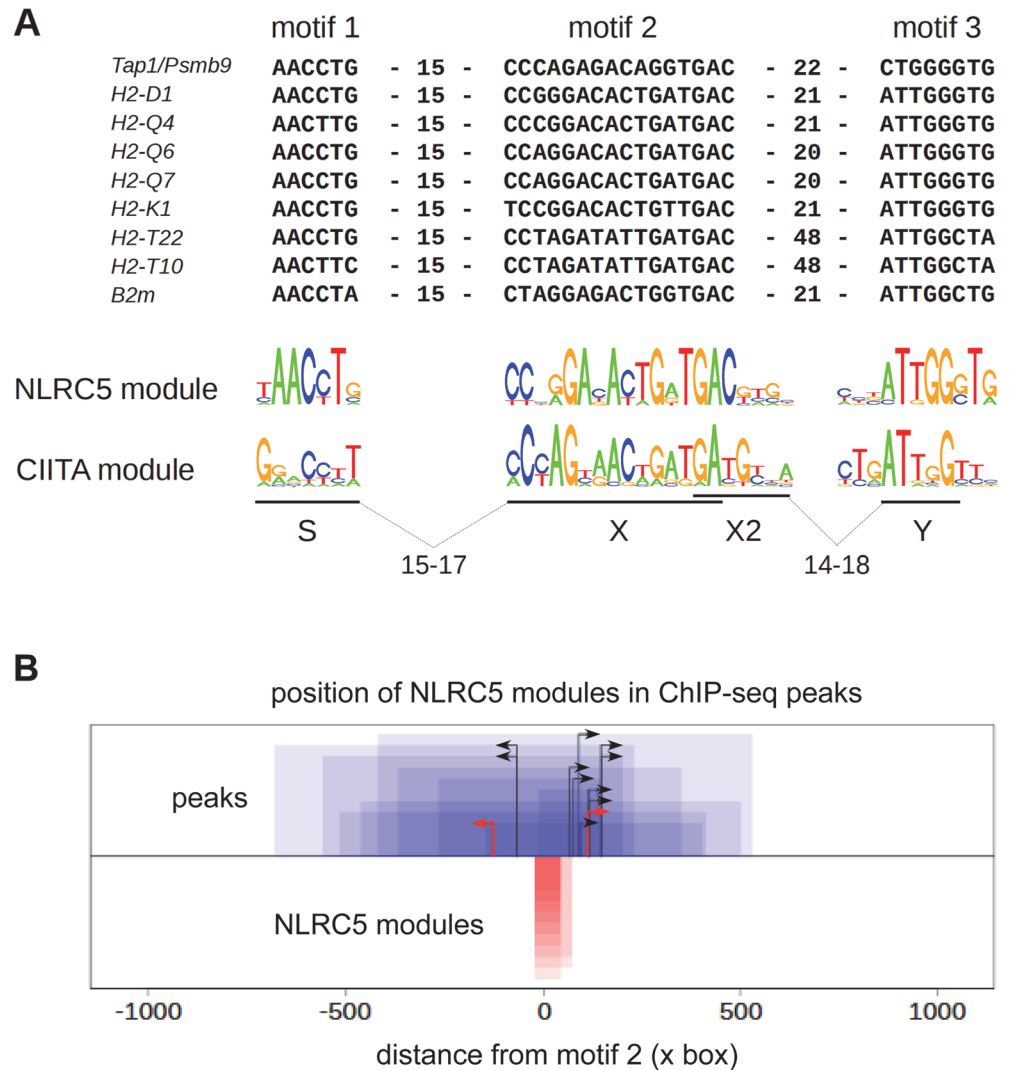 A
motif 1 motif 2 motif 3
Tap1/Psmb9 AACCTG - 15 - CCCAGAGACAGGTGAC - 22 - CTGGGGTG
H2-D1 AACCTG - 15 - CCGGGACACTGATGAC - 21 - ATTGGGTG
H2-Q4 AACTTG - 15 - CCCGGACACTGATGAC - 21 - ATTGGGTG
H2-Q6 AACCTG - 15 - CCAGGACACTGATGAC - 20 - ATTGGGTG
H2-Q7 AACCTG - 15 - CCAGGACACTGATGAC - 20 - ATTGGGTG
H2-K1 AACCTG - 15 - TCCGGACACTGTTGAC - 21 - ATTGGGTG
H2-T22 AACCTG - 15 - CCTAGATATTGATGAC - 48 - ATTGGCTA
H2-T10 AACTTC - 15 - CCTAGATATTGATGAC - 48 - ATTGGCTA
B2m AACCTA - 15 - CTAGGAGACTGGTGAC - 21 - ATTGGCTG
NLRC5 module
CIITA module
S X X2 Y
15-17 14-18
B
position of NLRC5 modules in ChIP-seq peaks
peaks
NLRC5 modules
-1000 -500 0 500 1000
distance from motif 2 (x box)